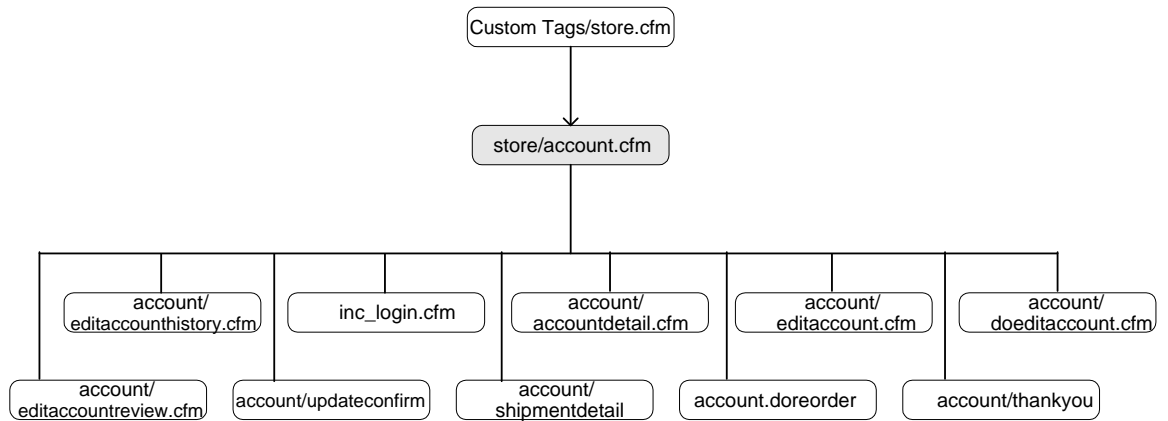 Custom Tags/store.cfm
store/account.cfm
account/
editaccounthistory.cfm
inc_login.cfm
account/
accountdetail.cfm
account/
editaccount.cfm
account/
doeditaccount.cfm
account/
editaccountreview.cfm
account/updateconfirm
account/
shipmentdetail
account.doreorder
account/thankyou